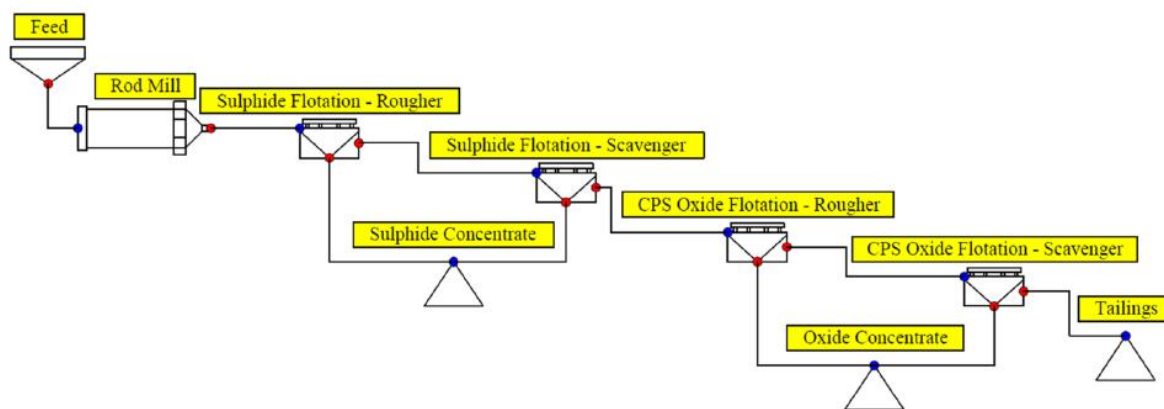 Feed
Rod Mill
Sulphide Flotation - Rougher
Sulphide Flotation - Scavenger
CPS Oxide Flotation - Rougher
Sulphide Concentrate
CPS Oxide Flotation - Scavenger
Tailings
Oxide Concentrate